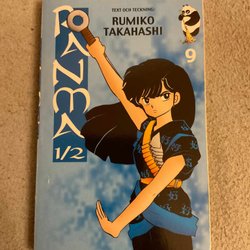 RANMA
1/2
TEXT OCH TECKNING:
RUMIKO
TAKAHASHI
9